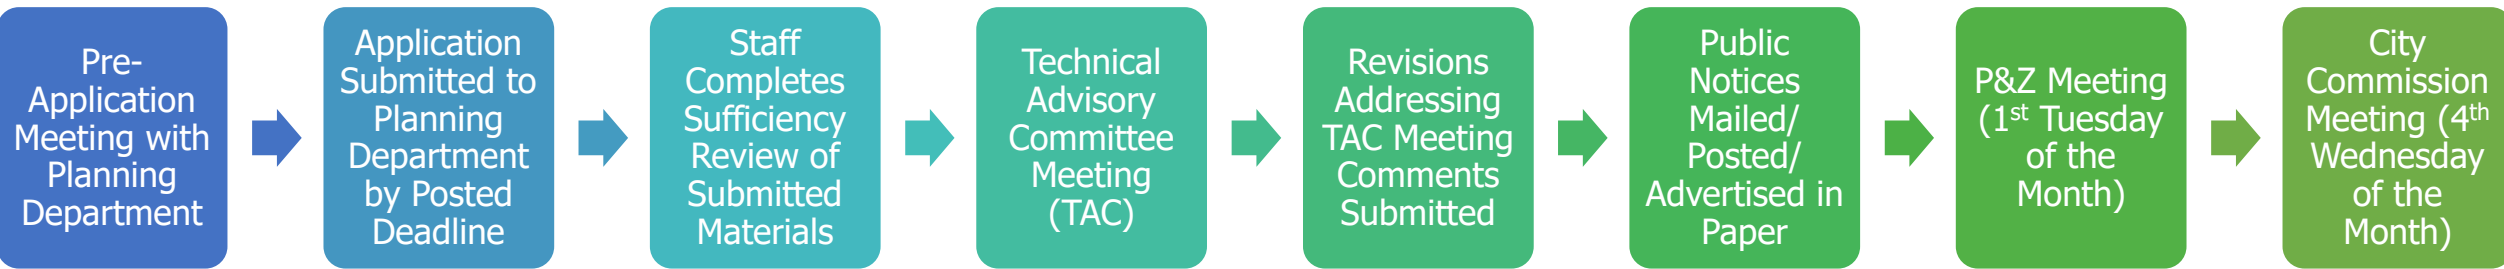 Pre-
Application
Meeting with
Planning
Department
Application
Submitted to
Planning
Department
by Posted
Deadline
Staff
Completes
Sufficiency
Review of
Submitted
Materials
Technical
Advisory
Committee
Meeting
(TAC)
Revisions
Addressing
TAC Meeting
Comments
Submitted
Public
Notices
Mailed/
Posted/
Advertised in
Paper
P&Z Meeting
(1st Tuesday
of the
Month)
City
Commission
Meeting (4th
Wednesday
of the
Month)